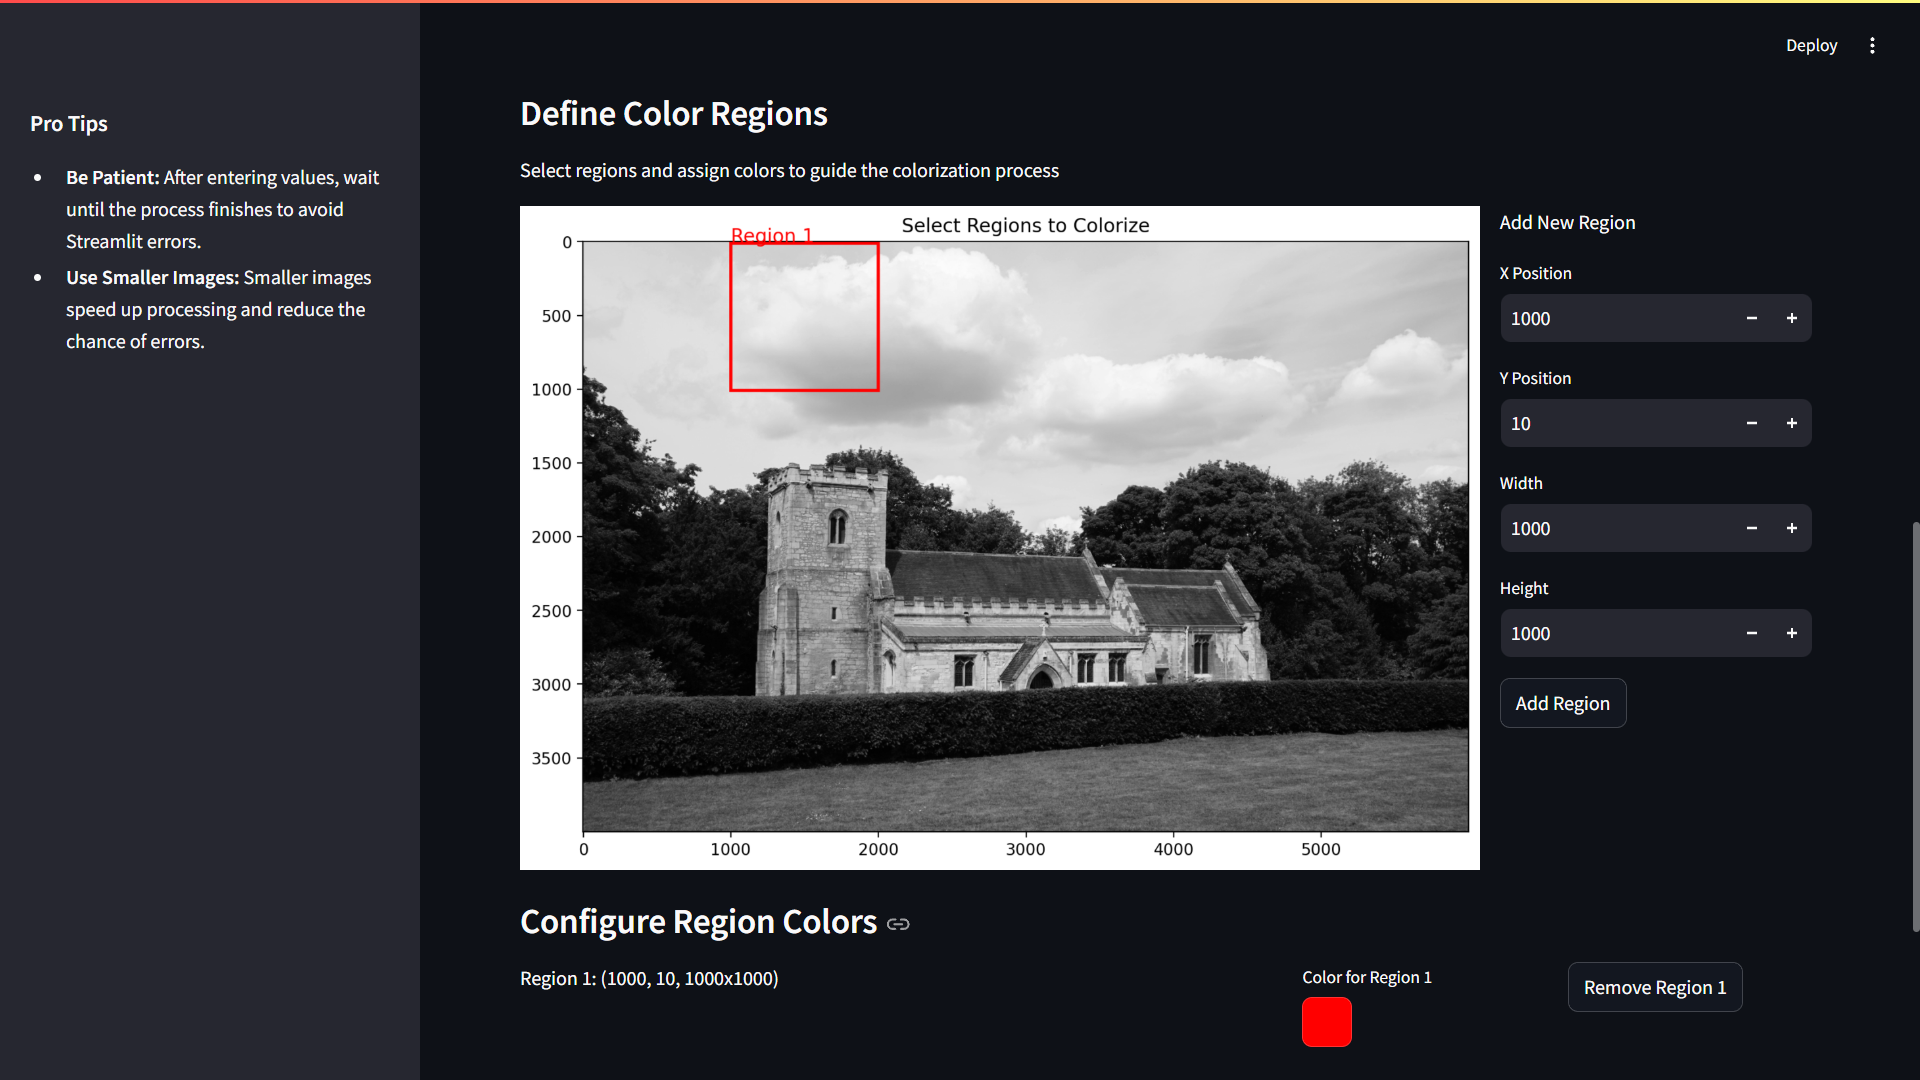 Deploy
Pro Tips
Be Patient: After entering values, wait
until the process finishes to avoid
Streamlit errors.
Use Smaller Images: Smaller images
speed up processing and reduce the
chance of errors.
Define Color Regions
Select regions and assign colors to guide the colorization process
Select Regions to Colorize
Region 1
0
500
1000
1500
2000
2500
3000
3500
0 1000 2000 3000 4000 5000
Add New Region
X Position
1000
Y Position
10
Width
1000
Height
1000
Add Region
Configure Region Colors
Region 1: (1000, 10, 1000x1000)
Color for Region 1
Remove Region 1